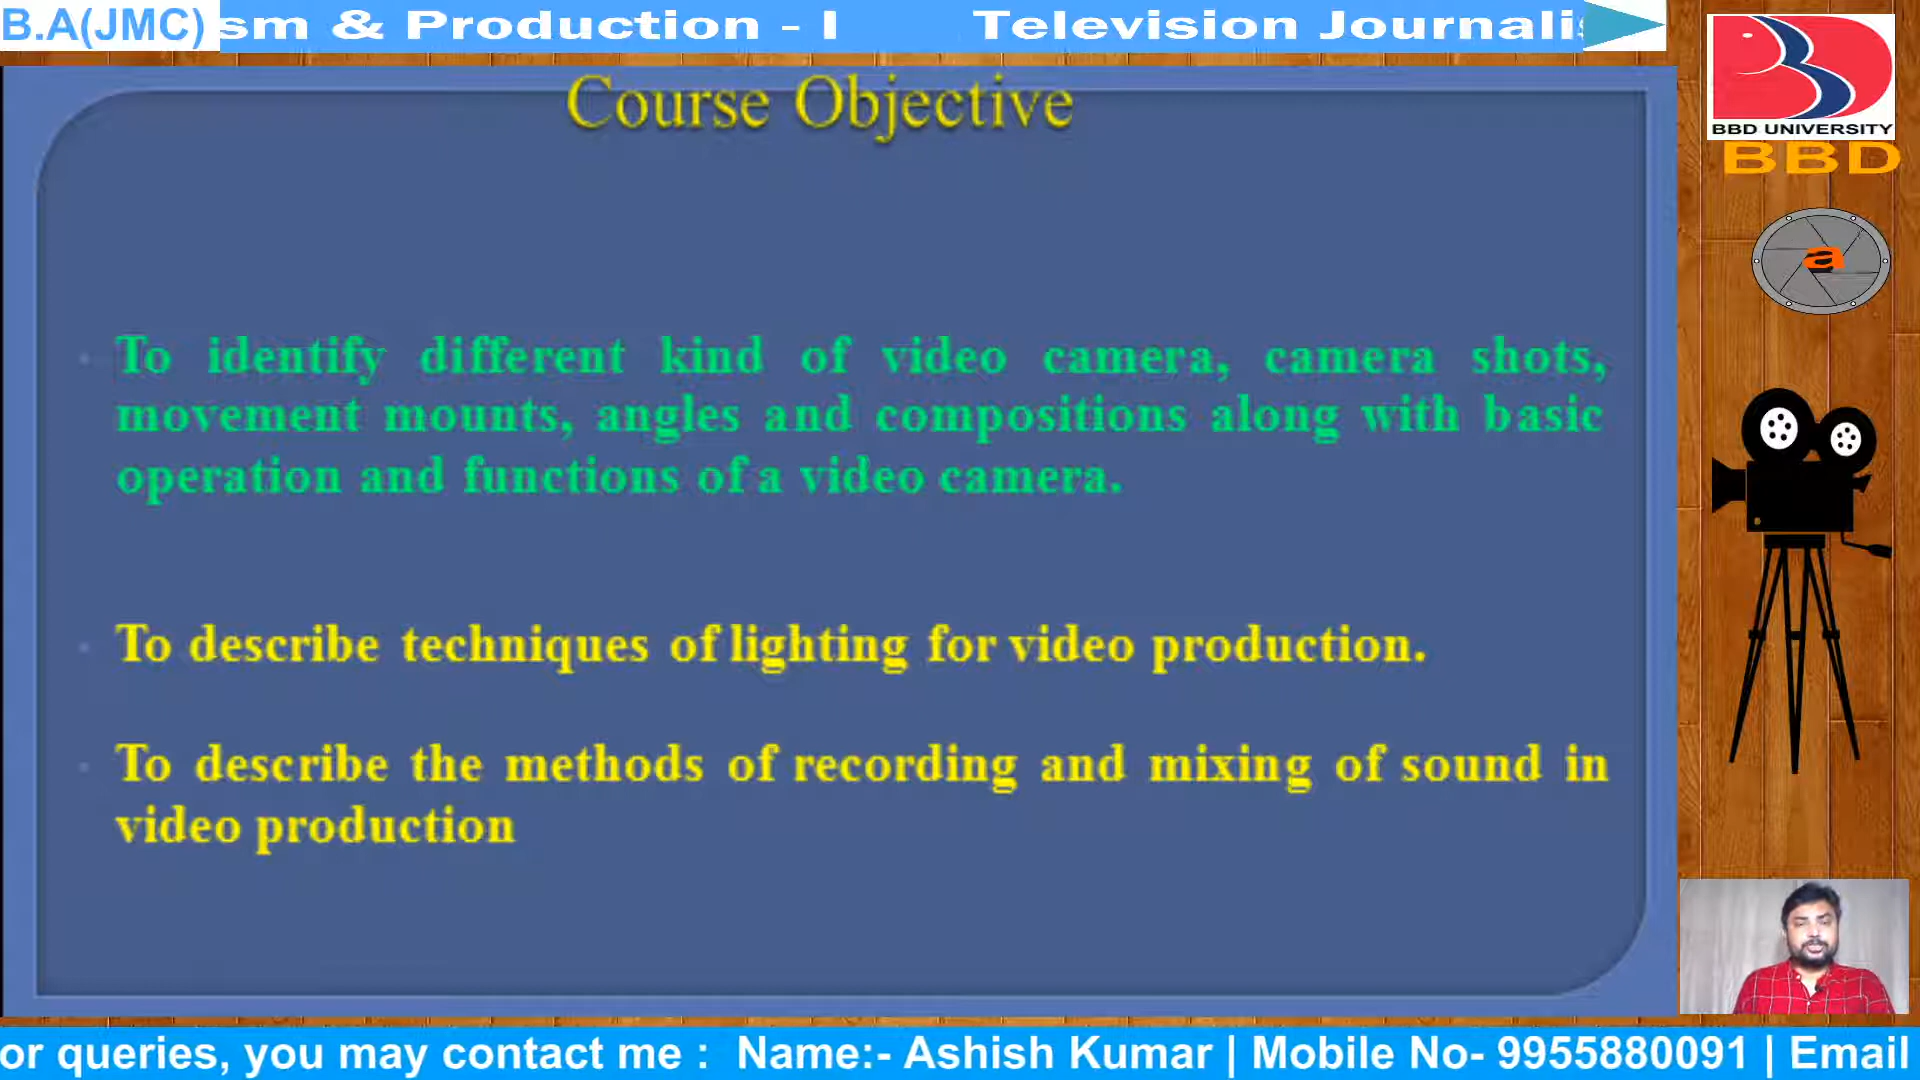 B.A(JMC)
sm & Production - I Television Journalis
BBD UNIVERSITY
BBD
a
Course Objective
To identify different kind of video camera, camera shots,
movement mounts, angles and compositions along with basic
operation and functions of a video camera.
To describe techniques of lighting for video production.
To describe the methods of recording and mixing of sound in
video production
or queries, you may contact me : Name:- Ashish Kumar | Mobile No- 9955880091 | Email